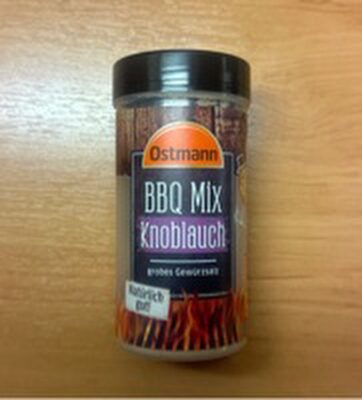 Ostmann
BBQ Mix
Knoblauch
grobes Gewürzsalz
Natürlich
gut!